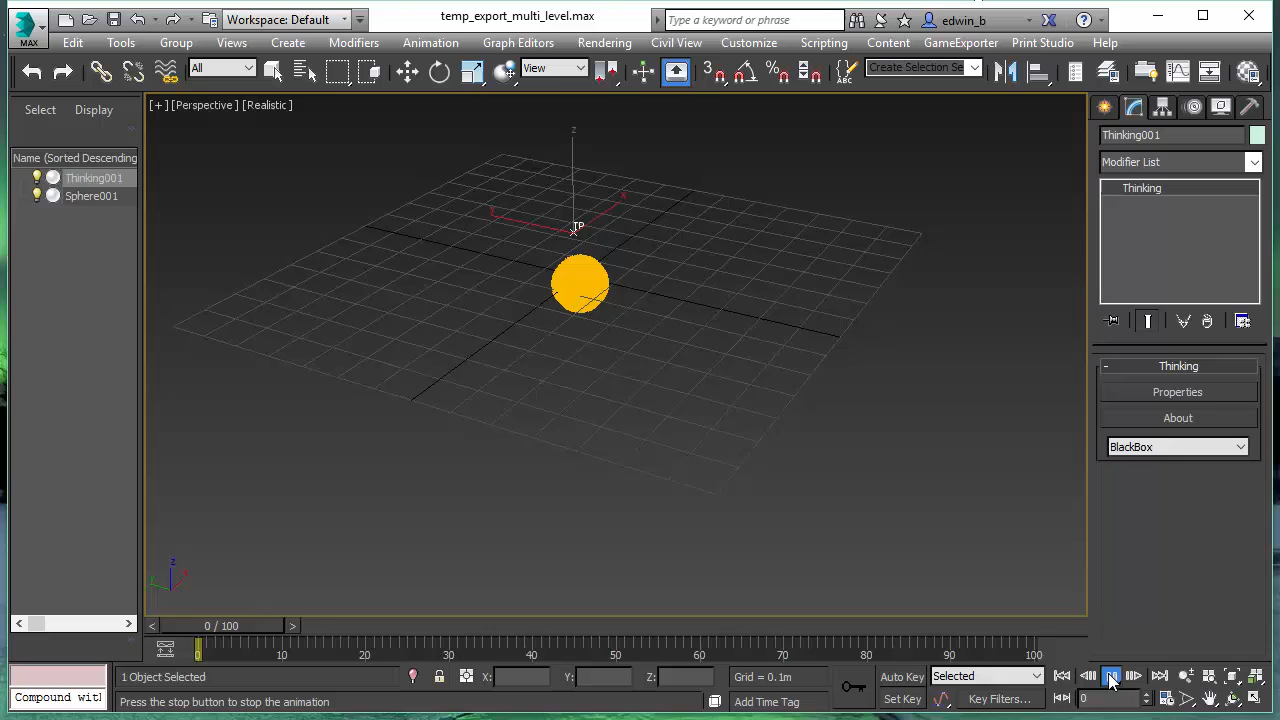 Workspace: Default
temp_export_multi_level.max
Type a keyword or phrase
edwin_b
MAX
Edit Tools Group Views Create Modifiers Animation Graph Editors Rendering Civil View Customize Scripting Content GameExporter Print Studio Help
All
View
3
Create Selection Se
Select Display
[+] [Perspective] [Realistic]
Name (Sorted Descending
Thinking001
Sphere001
z
x
TP
Thinking001
Modifier List
Thinking
- Thinking
Properties
About
BlackBox
z
x
y
< 0 / 100 >
0 10 20 30 40 50 60 70 80 90 100
1 Object Selected
X: Y: Z:
Grid = 0.1m
Auto Key
Selected
Compound witl
Press the stop button to stop the animation
Add Time Tag
Set Key
Key Filters...
0